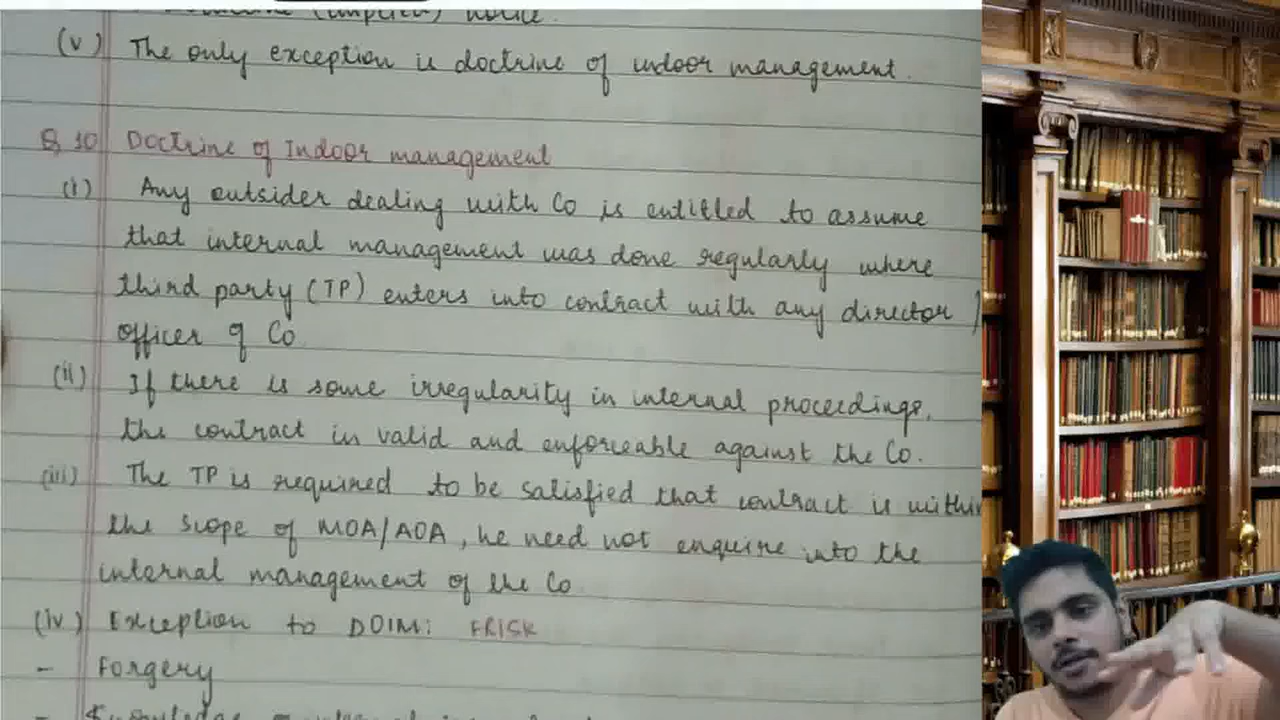 (implied) notice.
(v) The only exception is doctrine of indoor management.
Q 10 Doctrine of Indoor management
(i) Any outsider dealing with Co is entitled to assume
that internal management was done regularly where
third party (TP) enters into contract with any director /
officer of Co
(ii) If there is some irregularity in internal proceedings,
the contract is valid and enforceable against the Co.
(iii) The TP is required to be satisfied that contract is within
the scope of MOA/AOA, he need not enquire into the
internal management of the Co
(iv) Exception to DOIM: FRISK
- Forgery
- Knowledge